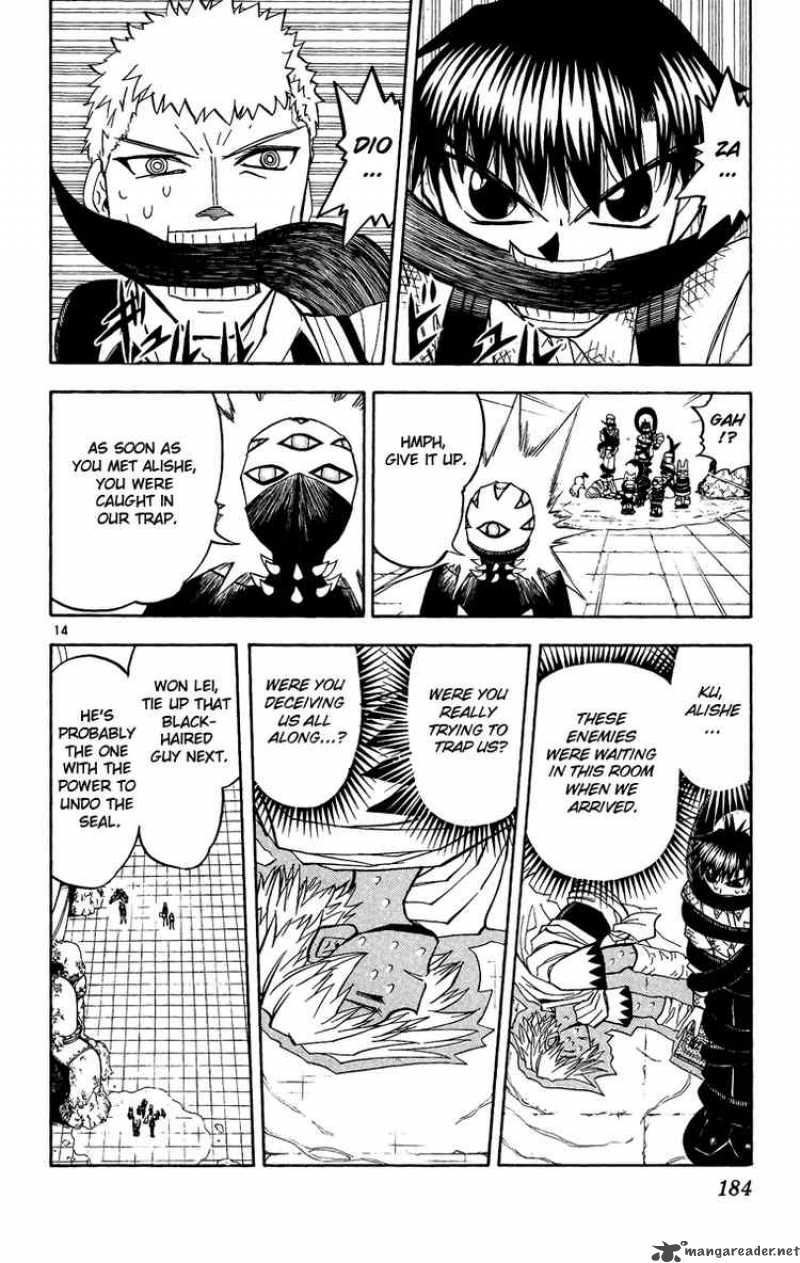 ZA
...
DIO
...
GAH
!?
HMPH,
GIVE IT UP.
AS SOON AS
YOU MET ALISHE,
YOU WERE
CAUGHT IN
OUR TRAP.
14
KU,
ALISHE
...
THESE
ENEMIES
WERE WAITING
IN THIS ROOM
WHEN WE
ARRIVED.
WERE YOU
REALLY
TRYING TO
TRAP US?
WERE YOU
DECEIVING
US ALL
ALONG...?
WON LEI,
TIE UP THAT
BLACK-
HAIRED
GUY NEXT.
HE'S
PROBABLY
THE ONE
WITH THE
POWER TO
UNDO THE
SEAL.
184
mangareader.net